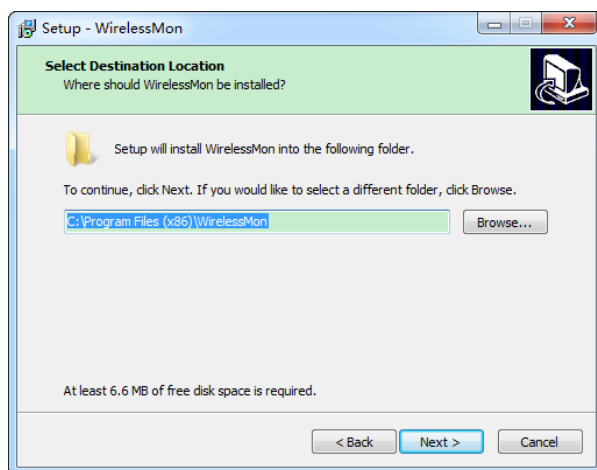 Setup - WirelessMon
Select Destination Location
Where should WirelessMon be installed?
Setup will install WirelessMon into the following folder.
To continue, click Next. If you would like to select a different folder, click Browse.
C:\Program Files (x86)\WirelessMon
Browse...
At least 6.6 MB of free disk space is required.
< Back
Next >
Cancel